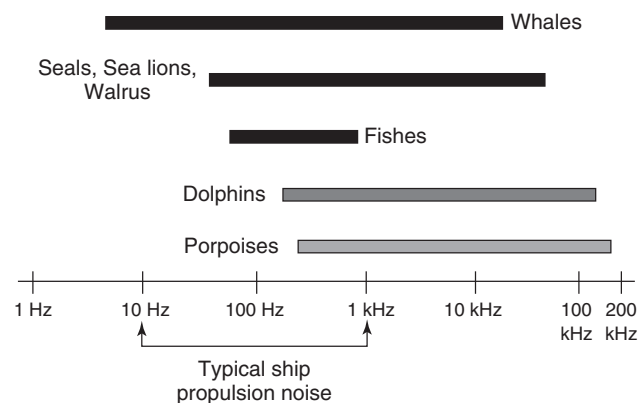 Whales
Seals, Sea lions,
Walrus
Fishes
Dolphins
Porpoises
1 Hz 10 Hz 100 Hz 1 kHz 10 kHz 100 200
kHz kHz
Typical ship
propulsion noise